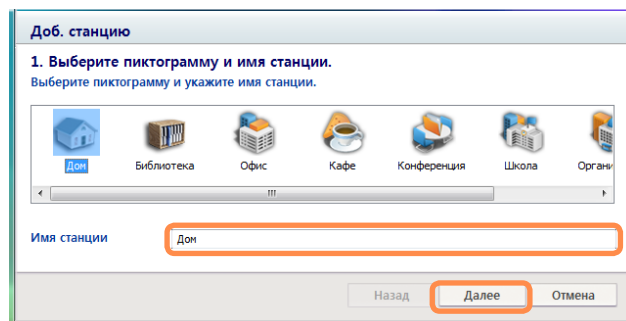 Доб. станцию
1. Выберите пиктограмму и имя станции.
Выберите пиктограмму и укажите имя станции.
Дом Библиотека Офис Кафе Конференция Школа Органи
Имя станции Дом
Назад Далее Отмена